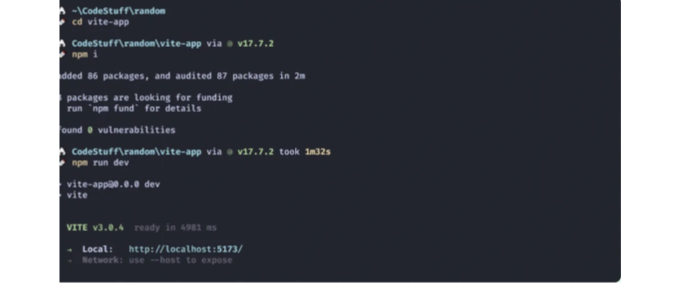 ~\CodeStuff\random
cd vite-app
CodeStuff\random\vite-app via v17.7.2
npm i
added 86 packages, and audited 87 packages in 2m
packages are looking for funding
run `npm fund` for details
found 0 vulnerabilities
CodeStuff\random\vite-app via v17.7.2 took 1m32s
npm run dev
vite-app@0.0.0 dev
vite
VITE v3.0.4 ready in 4981 ms
→ Local: http://localhost:5173/
→ Network: use --host to expose